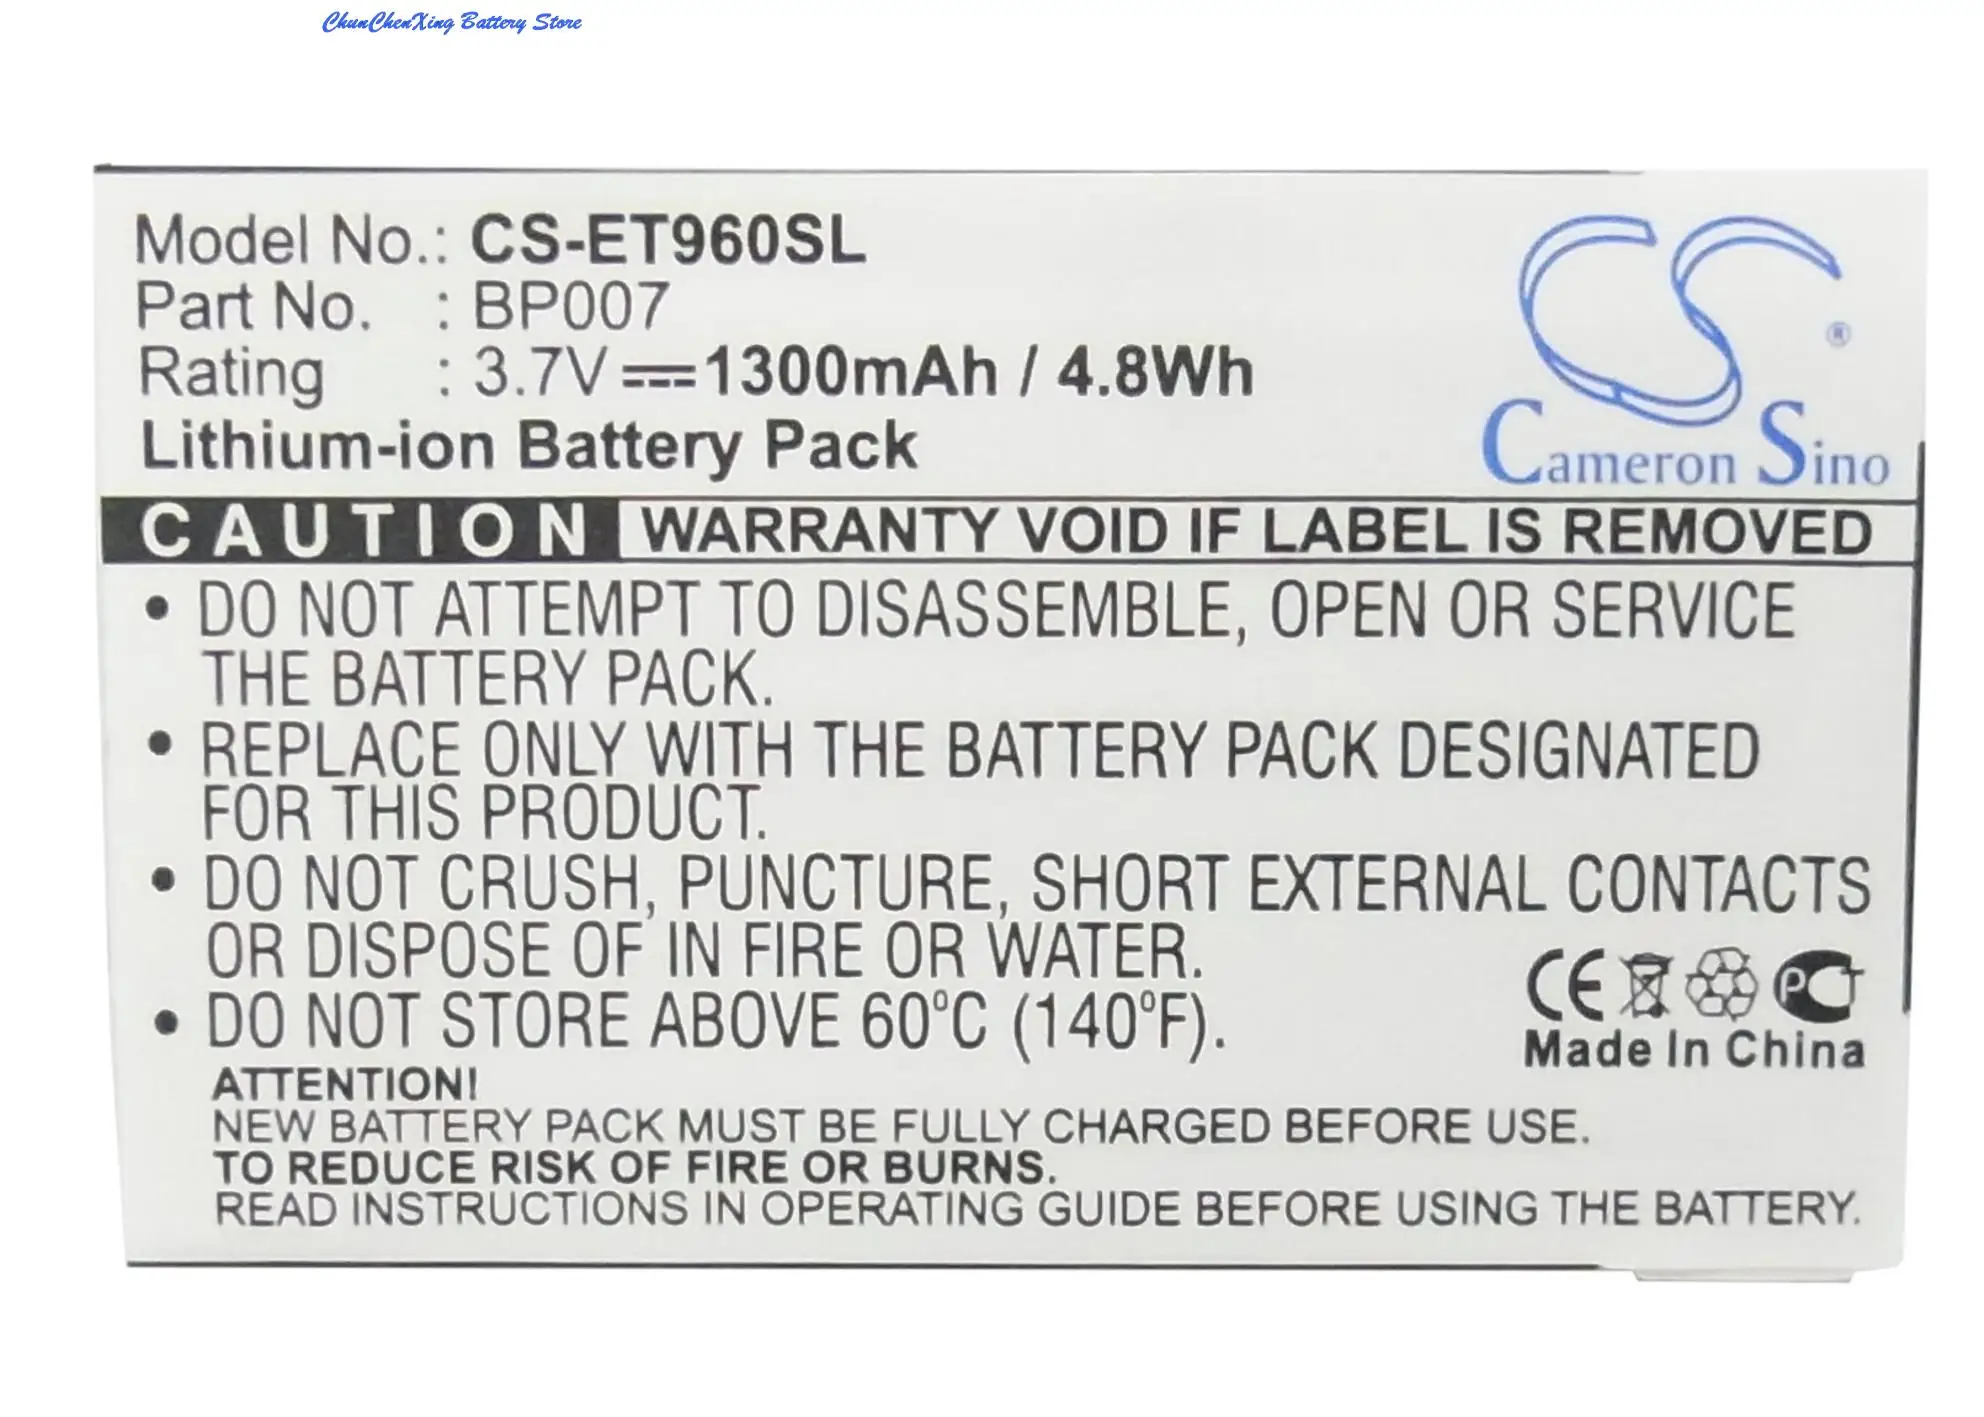 ChunChenXing Battery Store
Model No.: CS-ET960SL
Part No. : BP007
Rating : 3.7V 1300mAh / 4.8Wh
Lithium-ion Battery Pack
CS ®
Cameron Sino
CAUTION WARRANTY VOID IF LABEL IS REMOVED
• DO NOT ATTEMPT TO DISASSEMBLE, OPEN OR SERVICE
THE BATTERY PACK.
• REPLACE ONLY WITH THE BATTERY PACK DESIGNATED
FOR THIS PRODUCT.
• DO NOT CRUSH, PUNCTURE, SHORT EXTERNAL CONTACTS
OR DISPOSE OF IN FIRE OR WATER.
• DO NOT STORE ABOVE 60°C (140°F).
CE PCT
Made In China
ATTENTION!
NEW BATTERY PACK MUST BE FULLY CHARGED BEFORE USE.
TO REDUCE RISK OF FIRE OR BURNS.
READ INSTRUCTIONS IN OPERATING GUIDE BEFORE USING THE BATTERY.